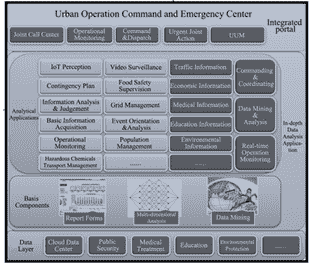 Urban Operation Command and Emergency Center
Integrated
portal
Joint Call Center
Operational
Monitoring
Command
&Dispatch
Urgent Joint
Action
UUM
Analytical
Applications
IoT Perception
Video Surveillance
Traffic Information
Commanding
&
Coordinating
Contingency Plan
Food Safety
Supervision
Economic Information
Information Analysis
& Judgement
Grid Management
Medical Information
Data Mining
&
Analysis
Basic Information
Acquisition
Event Orientation
&Analysis
Education Information
Operational
Monitoring
Population
Management
Environmental
Information
Real-time
Operation
Monitoring
Hazardous Chemicals
Transport Management
......
......
In-depth
Data
Analysis
Applica-
tion
Basis
Components
Report Forms
Multi-dimensional
Analysis
Data Mining
Data
Layer
Cloud Data
Center
Public
Security
Medical
Treatment
Education
Environmental
Protection
......